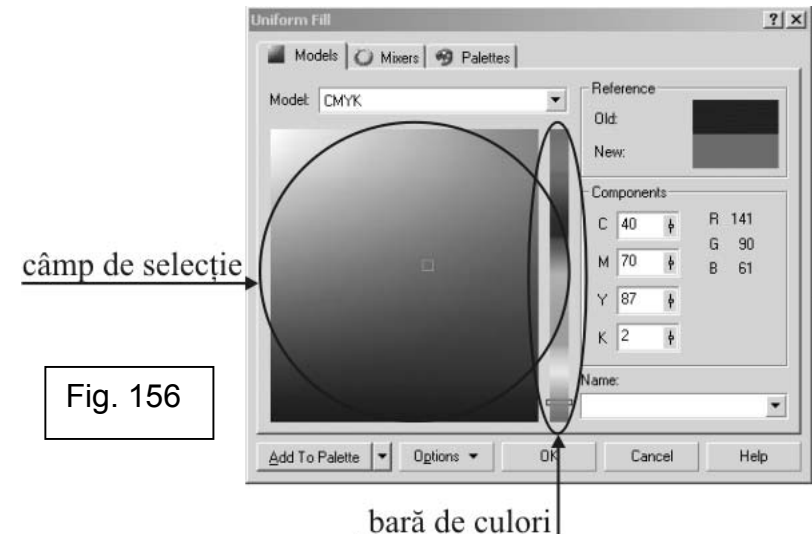 Uniform Fill
Models Mixers Palettes
Model: CMYK
Reference
Old:
New:
Components
C 40 R 141
G 90
M 70 B 61
Y 87
K 2
Name:
Add To Palette Options OK Cancel Help
câmp de selecție
Fig. 156
bară de culori